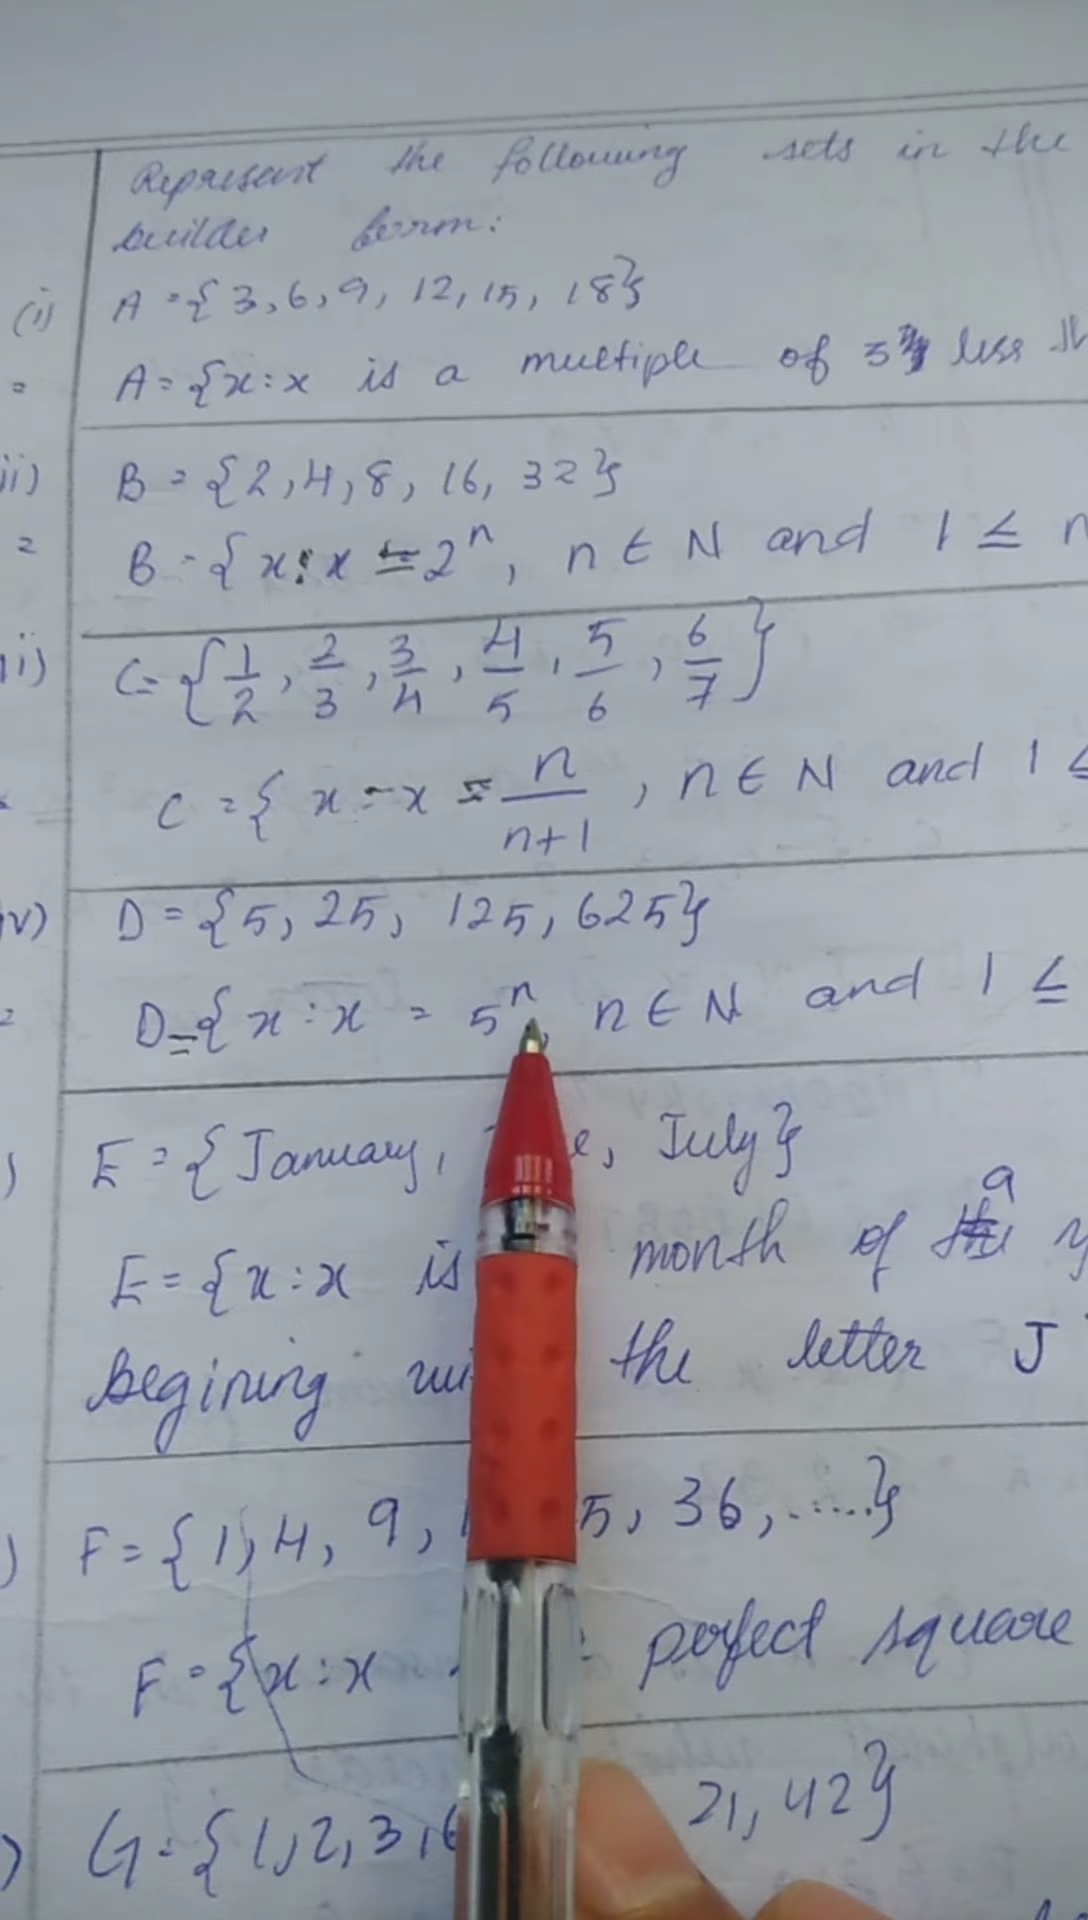 Represent the following sets in the
builder form:
(i) A = { 3, 6, 9, 12, 15, 18}
= A = {x : x is a multiple of 3 less
ii) B = {2, 4, 8, 16, 32}
= B = { x : x = 2ⁿ, n ∈ N and 1 ≤ n
ii) C = {1/2, 2/3, 3/4, 4/5, 5/6, 6/7}
C = { x - x = n/n+1, n ∈ N and 1 ≤
iv) D = {5, 25, 125, 625}
= D = { x : x = 5ⁿ, n ∈ N and 1 ≤
) E = {January, July}
a
E = {x : x is month of
begining the letter J
) F = {1, 4, 9, 5, 36, .....}
F = {x : x perfect square
) G = {1, 2, 3, 6 21, 42}